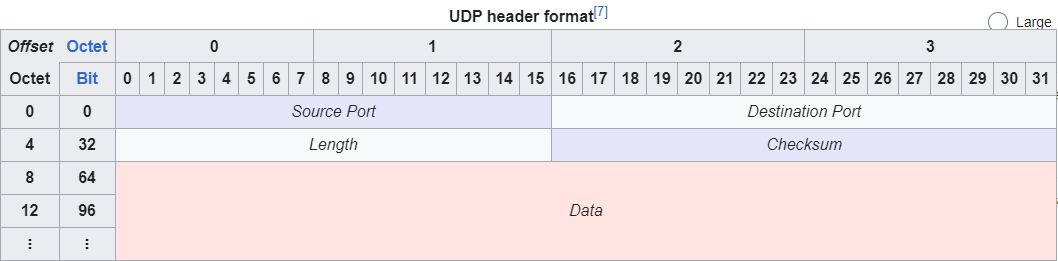 UDP header format[7]
Large
Offset Octet 0 1 2 3
Octet Bit 0 1 2 3 4 5 6 7 8 9 10 11 12 13 14 15 16 17 18 19 20 21 22 23 24 25 26 27 28 29 30 31
0 0 Source Port Destination Port
4 32 Length Checksum
8 64
12 96 Data
⋮ ⋮